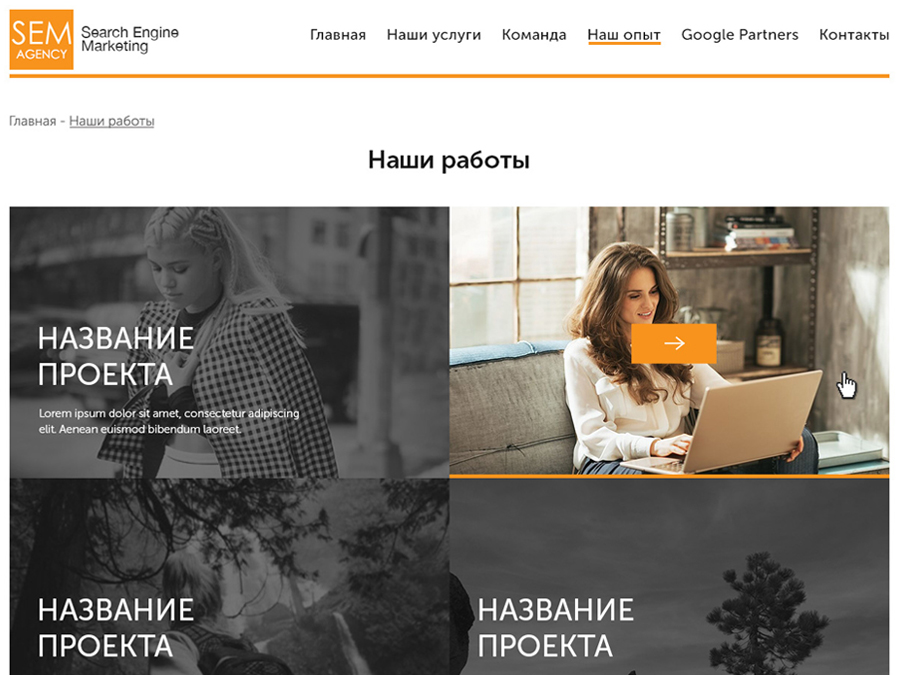 SEM
AGENCY
Search Engine
Marketing
Главная Наши услуги Команда Наш опыт Google Partners Контакты
Главная - Наши работы
Наши работы
НАЗВАНИЕ
ПРОЕКТА
Lorem ipsum dolor sit amet, consectetur adipiscing
elit. Aenean euismod bibendum laoreet.
НАЗВАНИЕ
ПРОЕКТА
НАЗВАНИЕ
ПРОЕКТА